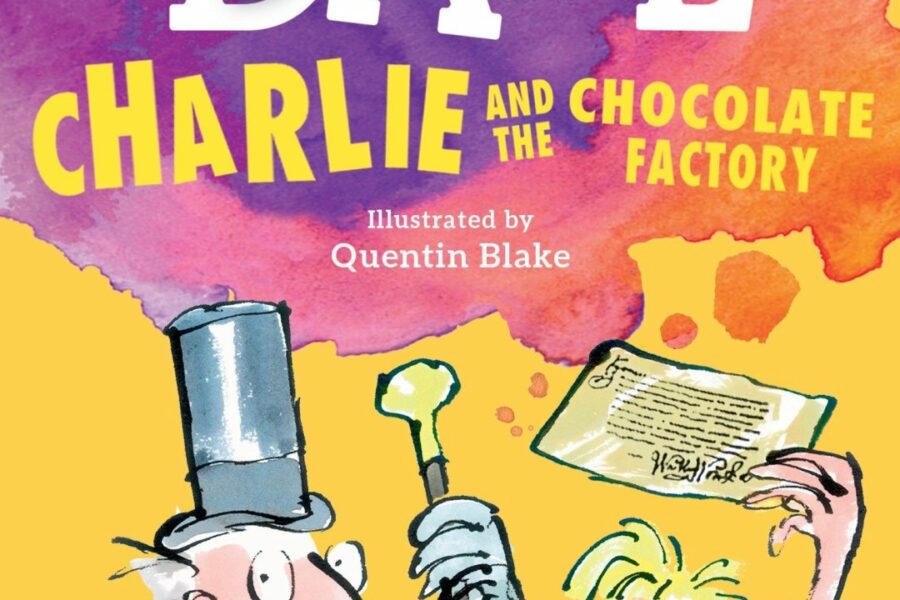 CHARLIE
AND
THE
CHOCOLATE
FACTORY
Illustrated by
Quentin Blake